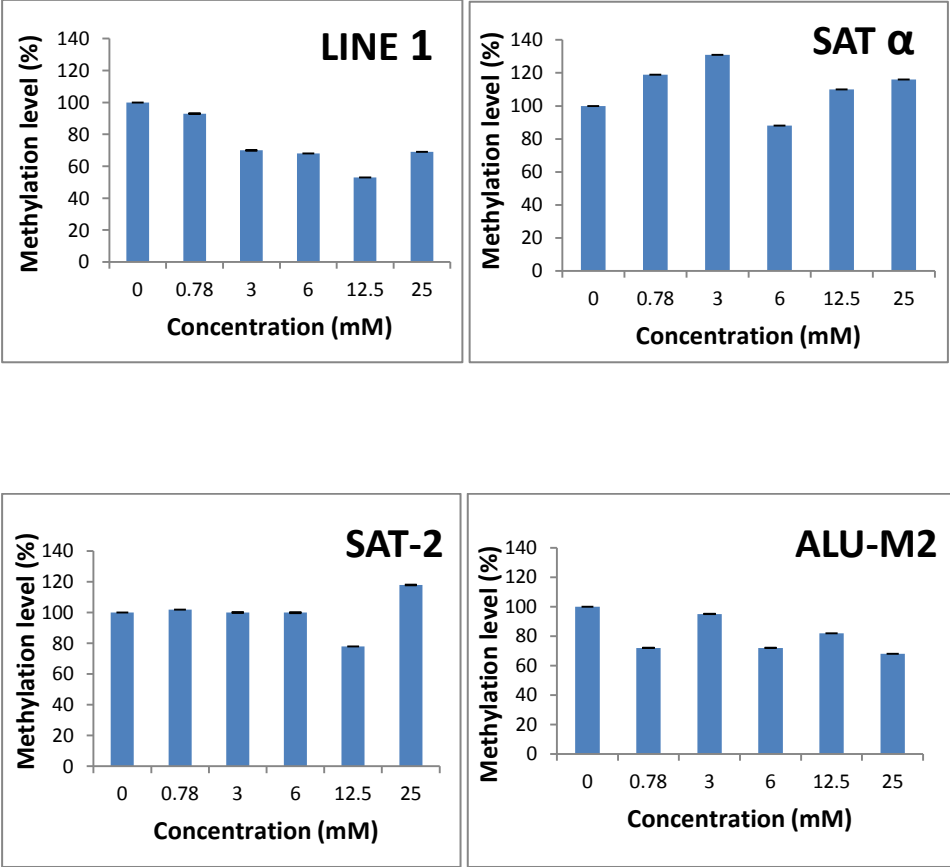 LINE 1
Methylation level (%)
140
120
100
80
60
40
20
0
0 0.78 3 6 12.5 25
Concentration (mM)
SAT α
Methylation level (%)
140
120
100
80
60
40
20
0
0 0.78 3 6 12.5 25
Concentration (mM)
SAT-2
Methylation level (%)
140
120
100
80
60
40
20
0
0 0.78 3 6 12.5 25
Concentration (mM)
ALU-M2
Methylation level (%)
140
120
100
80
60
40
20
0
0 0.78 3 6 12.5 25
Concentration (mM)